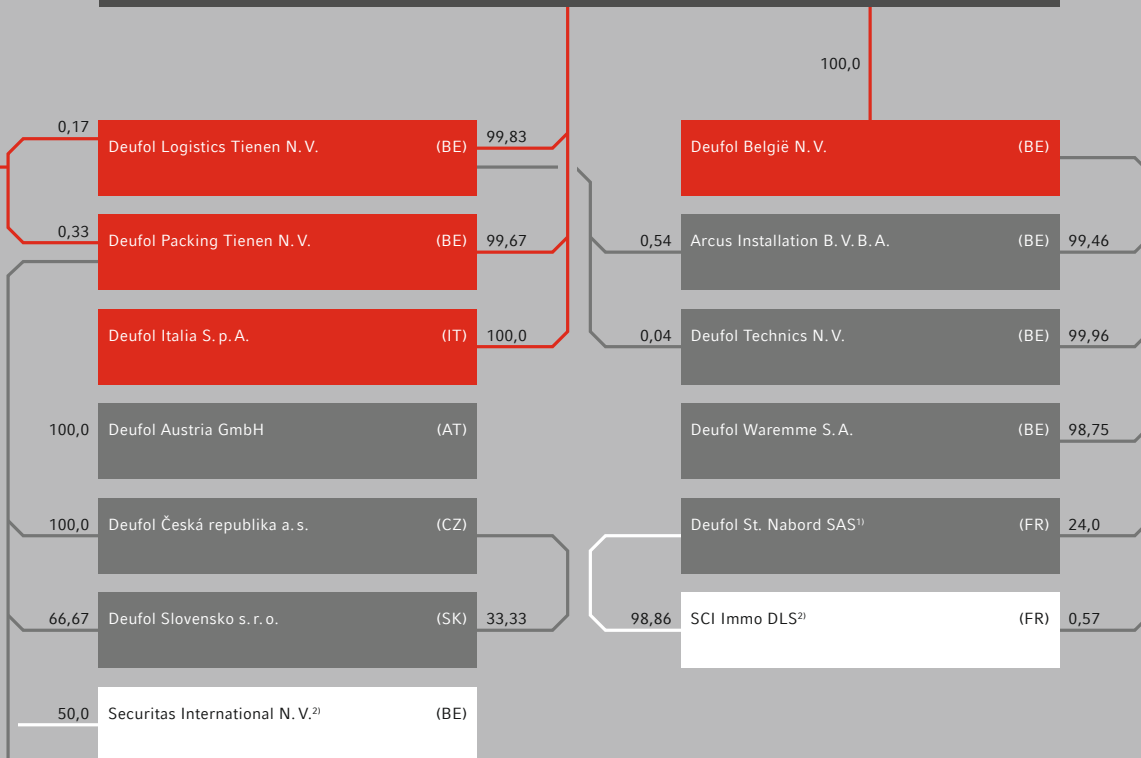 100,0
0,17 Deufol Logistics Tienen N. V. (BE) 99,83
Deufol België N. V. (BE)
0,33 Deufol Packing Tienen N. V. (BE) 99,67
0,54 Arcus Installation B. V. B. A. (BE) 99,46
Deufol Italia S. p. A. (IT) 100,0
0,04 Deufol Technics N. V. (BE) 99,96
100,0 Deufol Austria GmbH (AT)
Deufol Waremme S. A. (BE) 98,75
100,0 Deufol Česká republika a. s. (CZ)
Deufol St. Nabord SAS¹⁾ (FR) 24,0
66,67 Deufol Slovensko s. r. o. (SK) 33,33
98,86 SCI Immo DLS²⁾ (FR) 0,57
50,0 Securitas International N. V.²⁾ (BE)